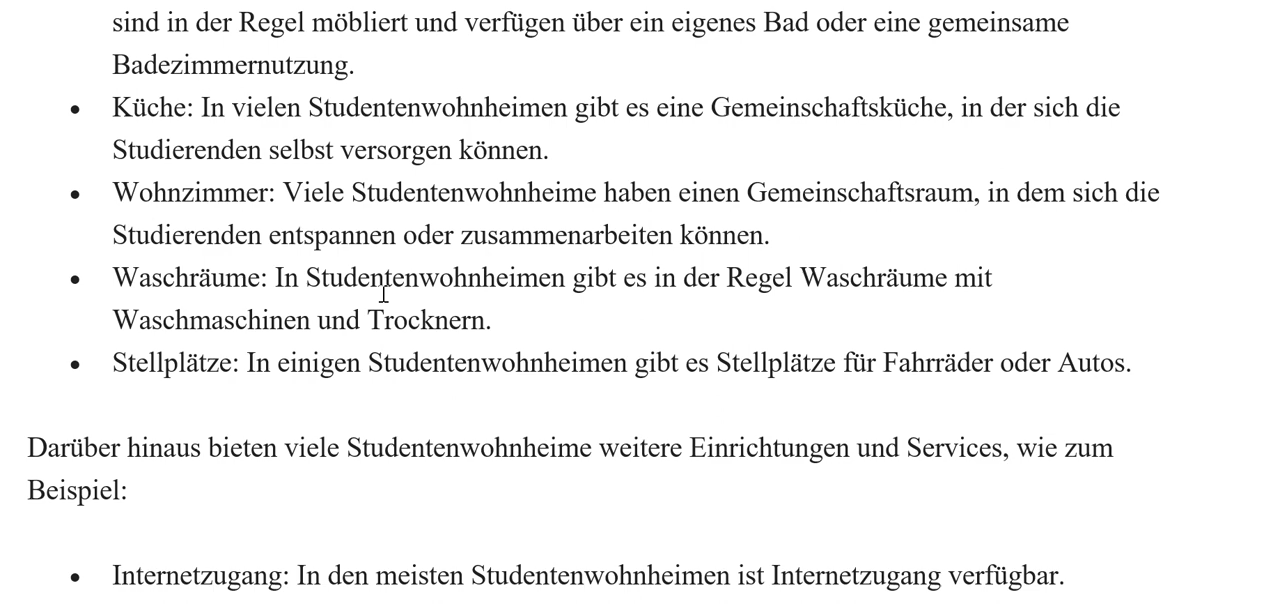 sind in der Regel möbliert und verfügen über ein eigenes Bad oder eine gemeinsame
Badezimmernutzung.
• Küche: In vielen Studentenwohnheimen gibt es eine Gemeinschaftsküche, in der sich die
Studierenden selbst versorgen können.
• Wohnzimmer: Viele Studentenwohnheime haben einen Gemeinschaftsraum, in dem sich die
Studierenden entspannen oder zusammenarbeiten können.
• Waschräume: In Studentenwohnheimen gibt es in der Regel Waschräume mit
Waschmaschinen und Trocknern.
• Stellplätze: In einigen Studentenwohnheimen gibt es Stellplätze für Fahrräder oder Autos.
Darüber hinaus bieten viele Studentenwohnheime weitere Einrichtungen und Services, wie zum
Beispiel:
• Internetzugang: In den meisten Studentenwohnheimen ist Internetzugang verfügbar.